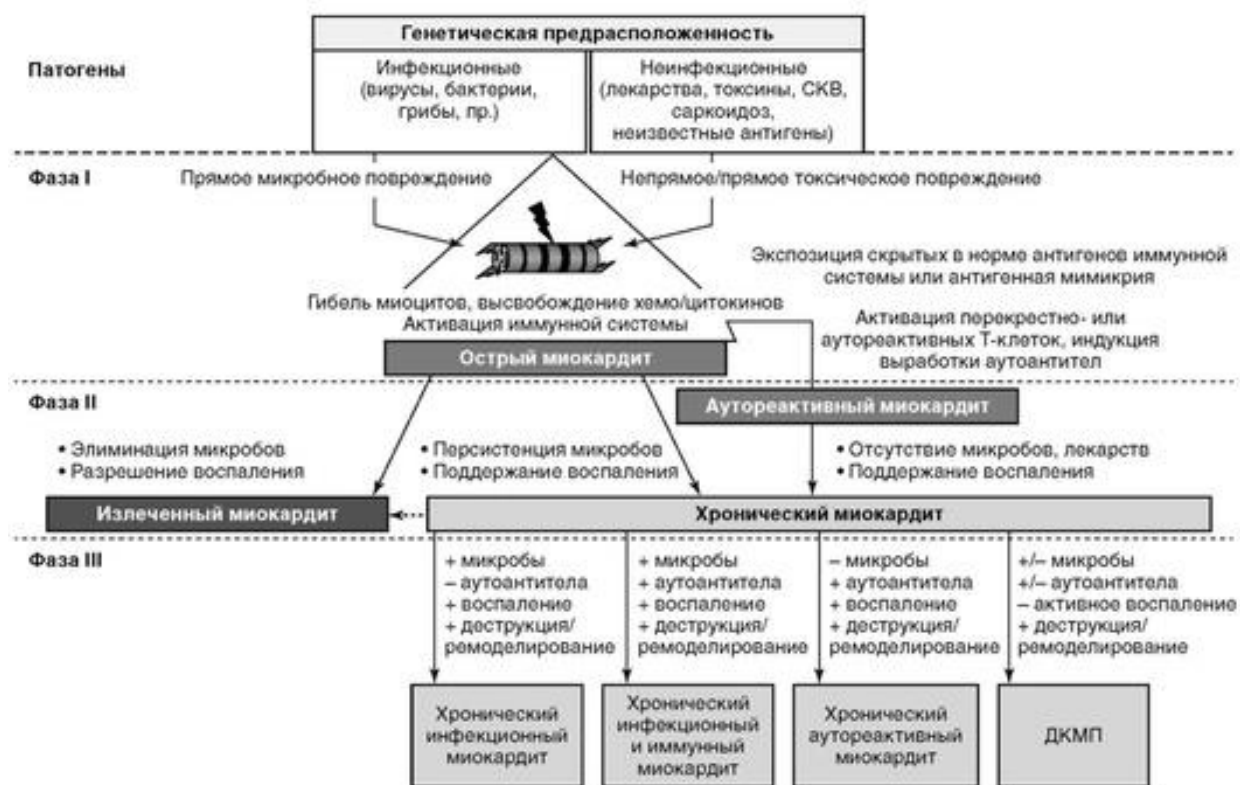 Генетическая предрасположенность
Патогены
Инфекционные
(вирусы, бактерии,
грибы, пр.)
Неинфекционные
(лекарства, токсины, СКВ,
саркоидоз,
неизвестные антигены)
Фаза I
Прямое микробное повреждение
Непрямое/прямое токсическое повреждение
Экспозиция скрытых в норме антигенов иммунной
системы или антигенная мимикрия
Гибель миоцитов, высвобождение хемо/цитокинов
Активация иммунной системы
Активация перекрестно- или
аутореактивных Т-клеток, индукция
выработки аутоантител
Острый миокардит
Фаза II
Аутореактивный миокардит
• Элиминация микробов
• Разрешение воспаления
• Персистенция микробов
• Поддержание воспаления
• Отсутствие микробов, лекарств
• Поддержание воспаления
Излеченный миокардит
Хронический миокардит
Фаза III
+ микробы
– аутоантитела
+ воспаление
+ деструкция/
ремоделирование
+ микробы
+ аутоантитела
+ воспаление
+ деструкция/
ремоделирование
– микробы
+ аутоантитела
+ воспаление
+ деструкция/
ремоделирование
+/– микробы
+/– аутоантитела
– активное воспаление
+ деструкция/
ремоделирование
Хронический
инфекционный
миокардит
Хронический
инфекционный
и иммунный
миокардит
Хронический
аутореактивный
миокардит
ДКМП